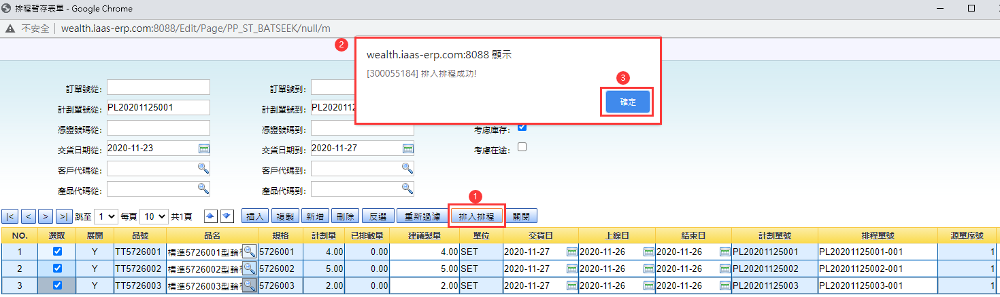 排程暫存表單 - Google Chrome
不安全 | wealth.iaas-erp.com:8088/Edit/Page/PP_ST_BATSEEK/null/m
2
wealth.iaas-erp.com:8088 顯示
[300055184] 排入排程成功!
3
確定
訂單號從: 訂單號到:
計劃單號從: PL20201125001 計劃單號到: PL2020112
憑證號碼從: 憑證號碼到: 考慮庫存:
交貨日期從: 2020-11-23 交貨日期到: 2020-11-27 考慮在途:
客戶代碼從: 客戶代碼到:
產品代碼從: 產品代碼到:
1
|< < > >| 跳至 1 每頁 10 共1頁 插入 複製 新增 刪除 反選 重新過濾 排入排程 關閉
NO. 選取 展開 品號 品名 規格 計劃量 已排數量 建議製量 單位 交貨日 上線日 結束日 計劃單號 排程單號 源單序號
1 Y TT5726001 標準5726001型輪 5726001 4.00 0.00 4.00 SET 2020-11-27 2020-11-26 2020-11-26 PL20201125001 PL20201125001-001 1
2 Y TT5726002 標準5726002型輪 5726002 5.00 0.00 5.00 SET 2020-11-27 2020-11-26 2020-11-26 PL20201125002 PL20201125002-001 1
3 Y TT5726003 標準5726003型輪 5726003 2.00 0.00 2.00 SET 2020-11-27 2020-11-26 2020-11-26 PL20201125003 PL20201125003-001 1